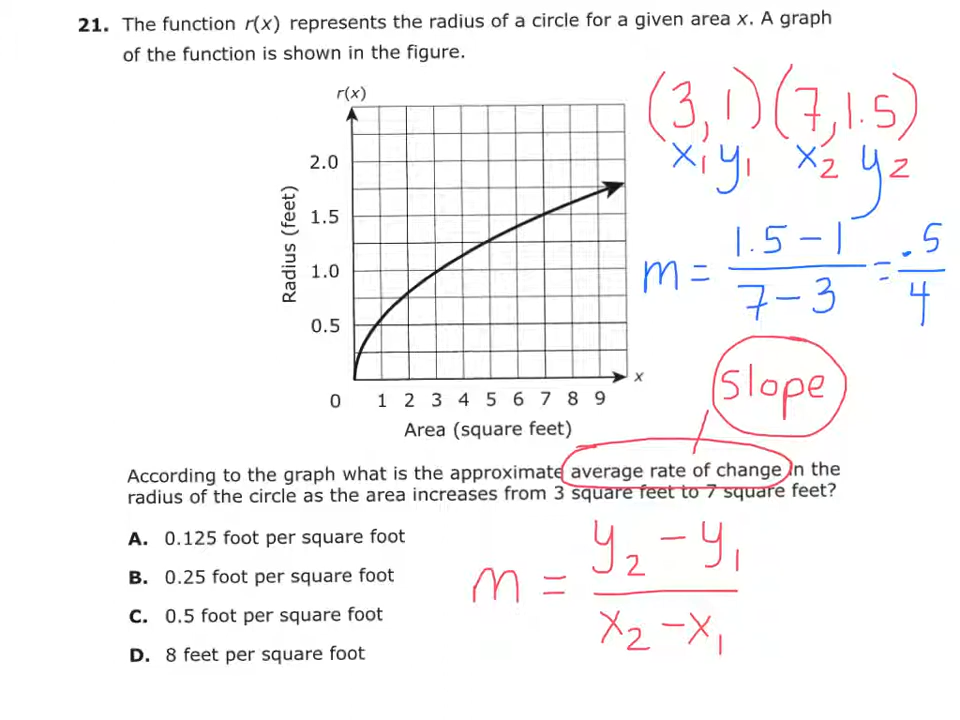 21. The function r(x) represents the radius of a circle for a given area x. A graph
of the function is shown in the figure.
r(x)
(3,1) (7,1.5)
x₁ y₁ x₂ y₂
2.0
1.5
1.0
0.5
0 1 2 3 4 5 6 7 8 9
x
Radius (feet)
Area (square feet)
m = (1.5 - 1)/(7 - 3) = .5/4
Slope
According to the graph what is the approximate average rate of change in the
radius of the circle as the area increases from 3 square feet to 7 square feet?
A. 0.125 foot per square foot
B. 0.25 foot per square foot
C. 0.5 foot per square foot
D. 8 feet per square foot
m = (y₂ - y₁)/(x₂ - x₁)